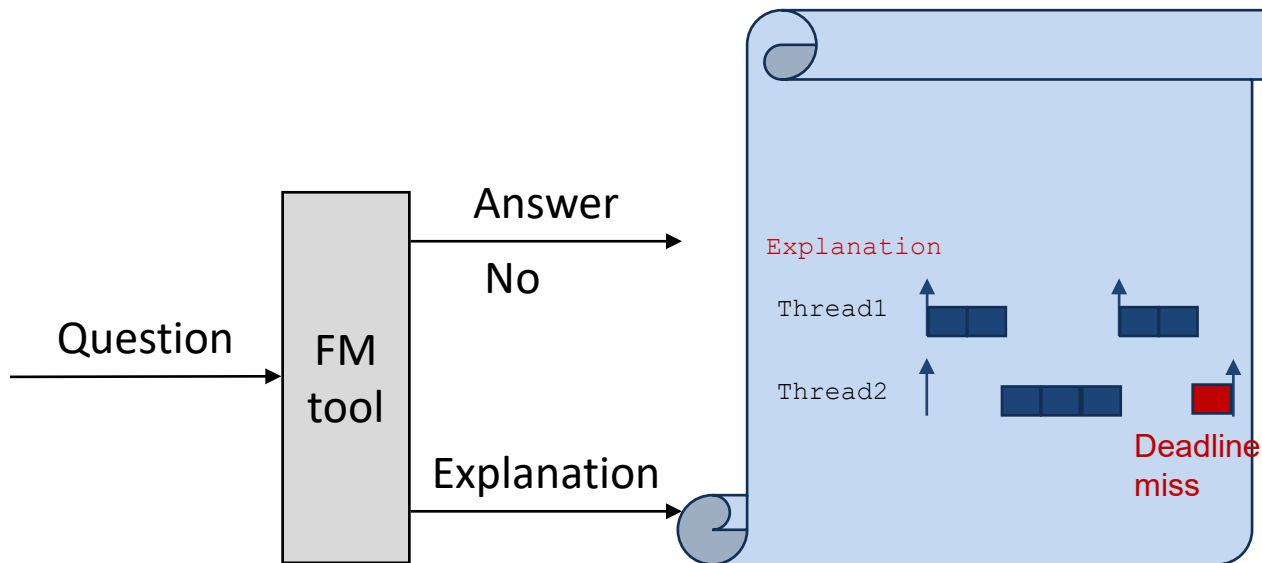 Question
FM
tool
Answer
No
Explanation
Explanation
Thread1
Thread2
Deadline
miss